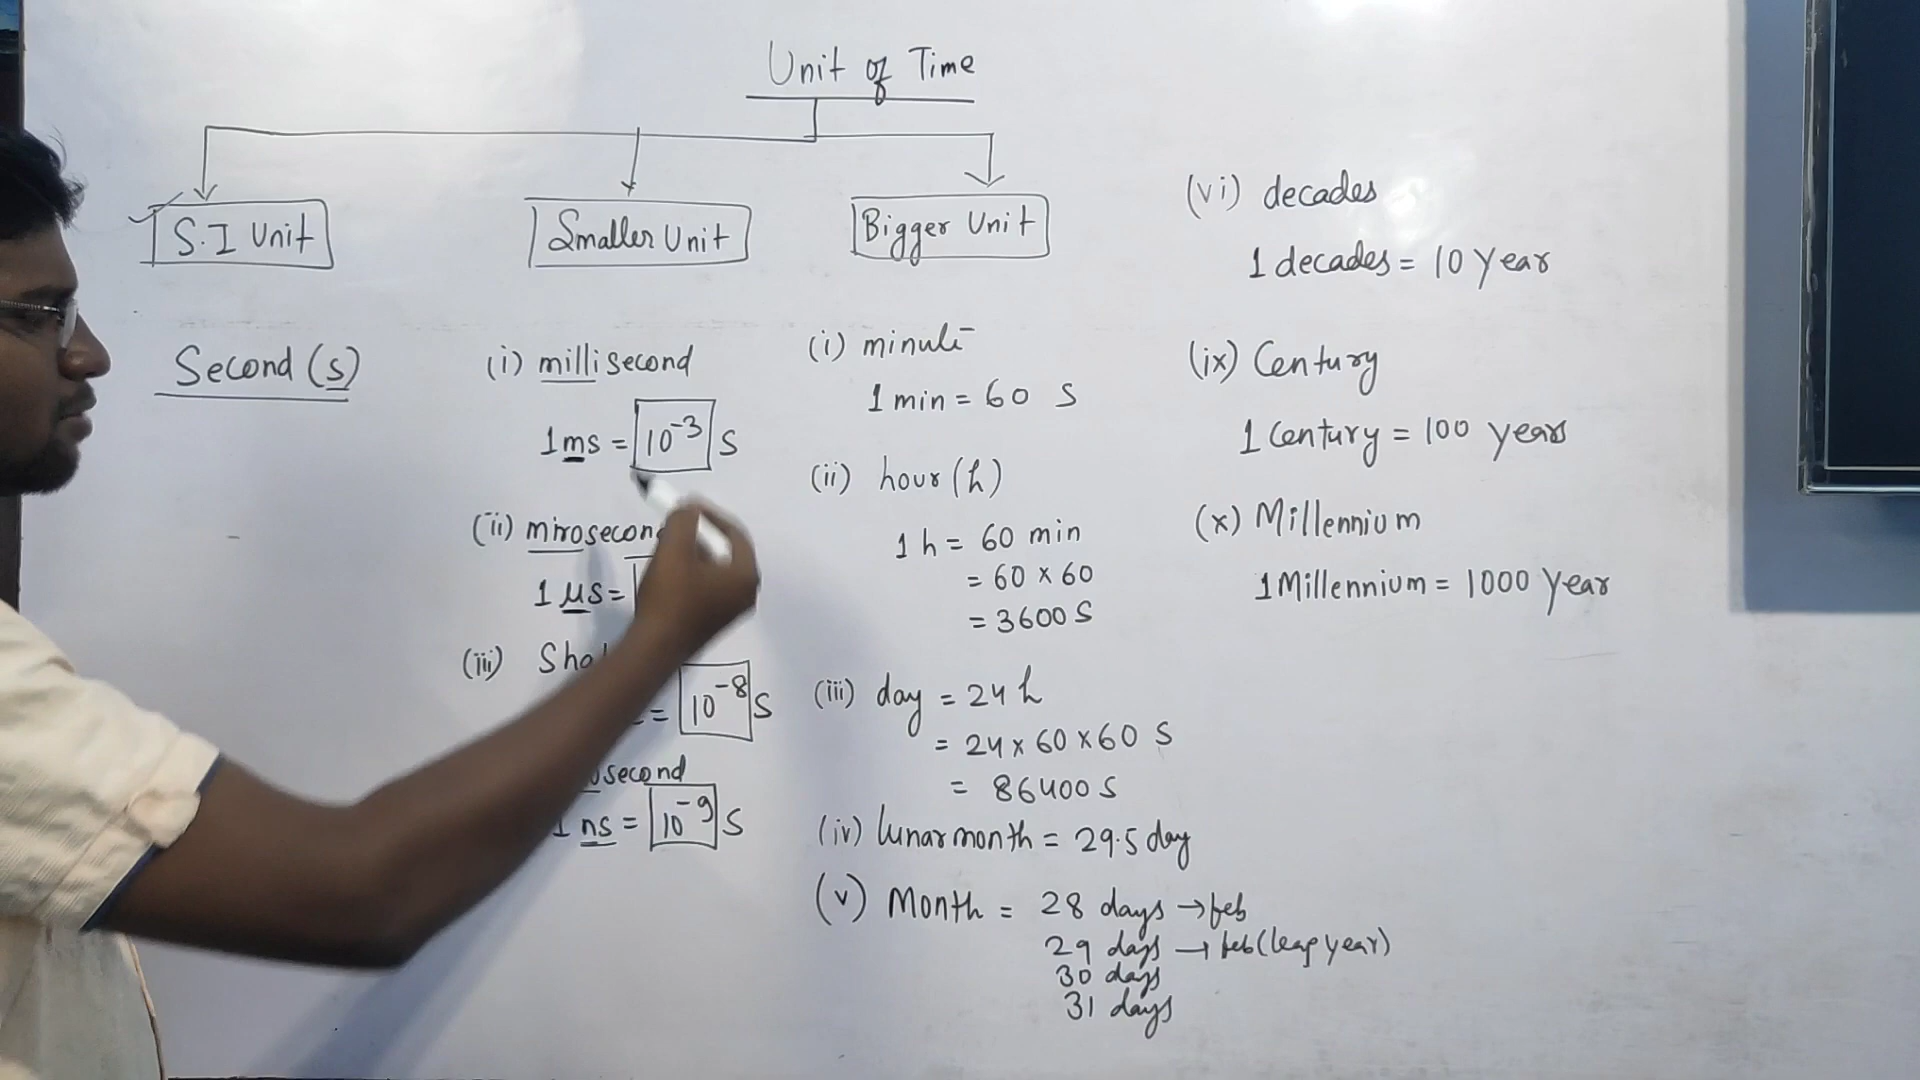 Unit of Time
S.I Unit
Second (s)
Smaller Unit
(i) millisecond
1ms = 10⁻³ S
(ii) mirosecon
1 μs =
(iii) Sha
= 10⁻⁸ S
second
1 ns = 10⁻⁹ S
Bigger Unit
(i) minute
1 min = 60 S
(ii) hour (h)
1 h = 60 min
= 60 × 60
= 3600 S
(iii) day = 24 h
= 24 × 60 × 60 S
= 86400 S
(iv) lunar month = 29.5 day
(v) Month = 28 days → feb
29 days → feb (leap year)
30 days
31 days
(vi) decades
1 decades = 10 Year
(ix) Century
1 Century = 100 years
(x) Millennium
1 Millennium = 1000 Year